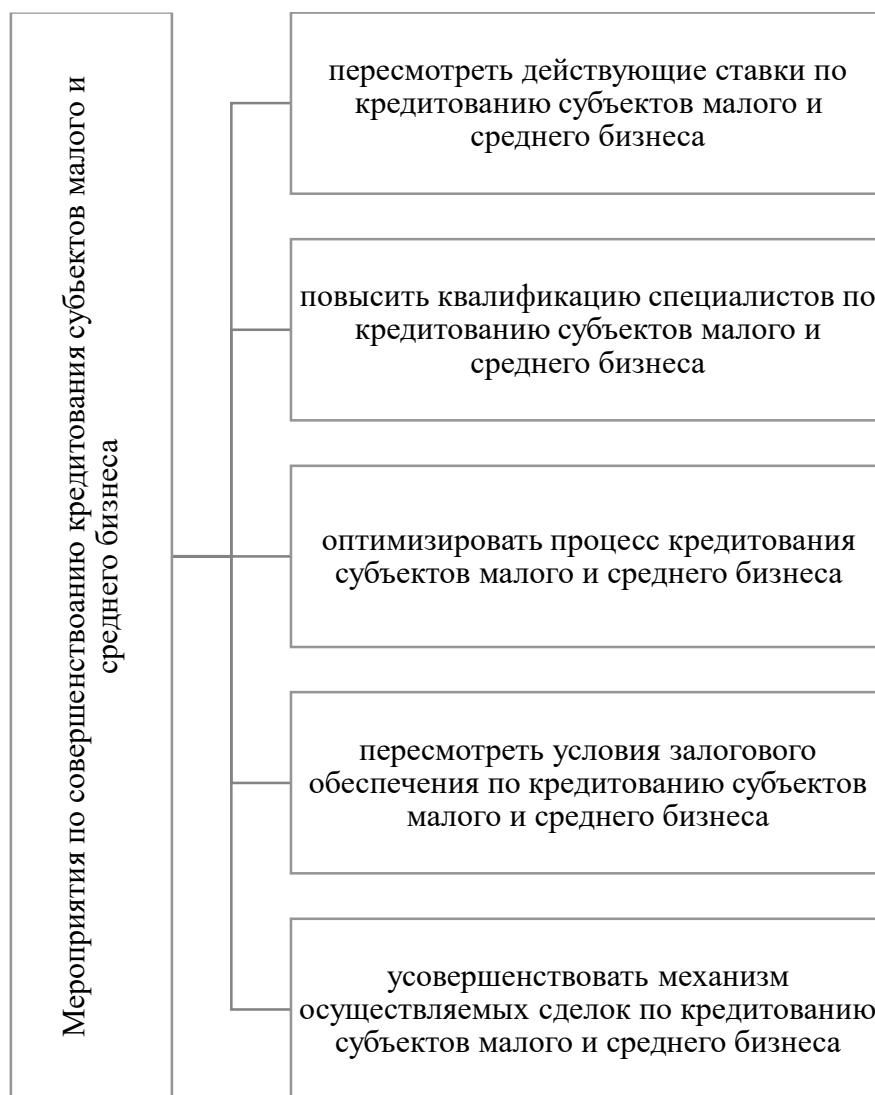 Мероприятия по совершенствоанию кредитования субъектов малого и
среднего бизнеса
пересмотреть действующие ставки по
кредитованию субъектов малого и
среднего бизнеса
повысить квалификацию специалистов по
кредитованию субъектов малого и
среднего бизнеса
оптимизировать процесс кредитования
субъектов малого и среднего бизнеса
пересмотреть условия залогового
обеспечения по кредитованию субъектов
малого и среднего бизнеса
усовершенствовать механизм
осуществляемых сделок по кредитованию
субъектов малого и среднего бизнеса